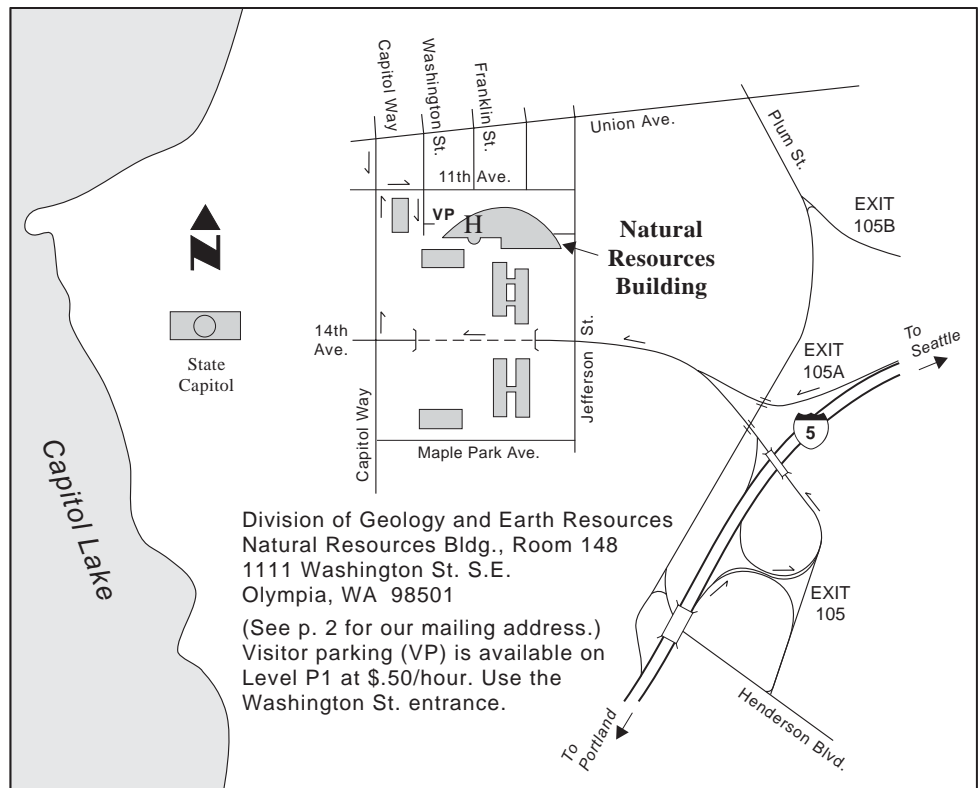 Capitol Way
Washington St.
Franklin St.
Union Ave.
Plum St.
11th Ave.
VP
H
EXIT
105B
Natural
Resources
Building
N
State
Capitol
14th
Ave.
Jefferson St.
EXIT
105A
To
Seattle
5
Capitol Way
Maple Park Ave.
Capitol Lake
Division of Geology and Earth Resources
Natural Resources Bldg., Room 148
1111 Washington St. S.E.
Olympia, WA 98501
(See p. 2 for our mailing address.)
Visitor parking (VP) is available on
Level P1 at $.50/hour. Use the
Washington St. entrance.
EXIT
105
Henderson Blvd.
To
Portland